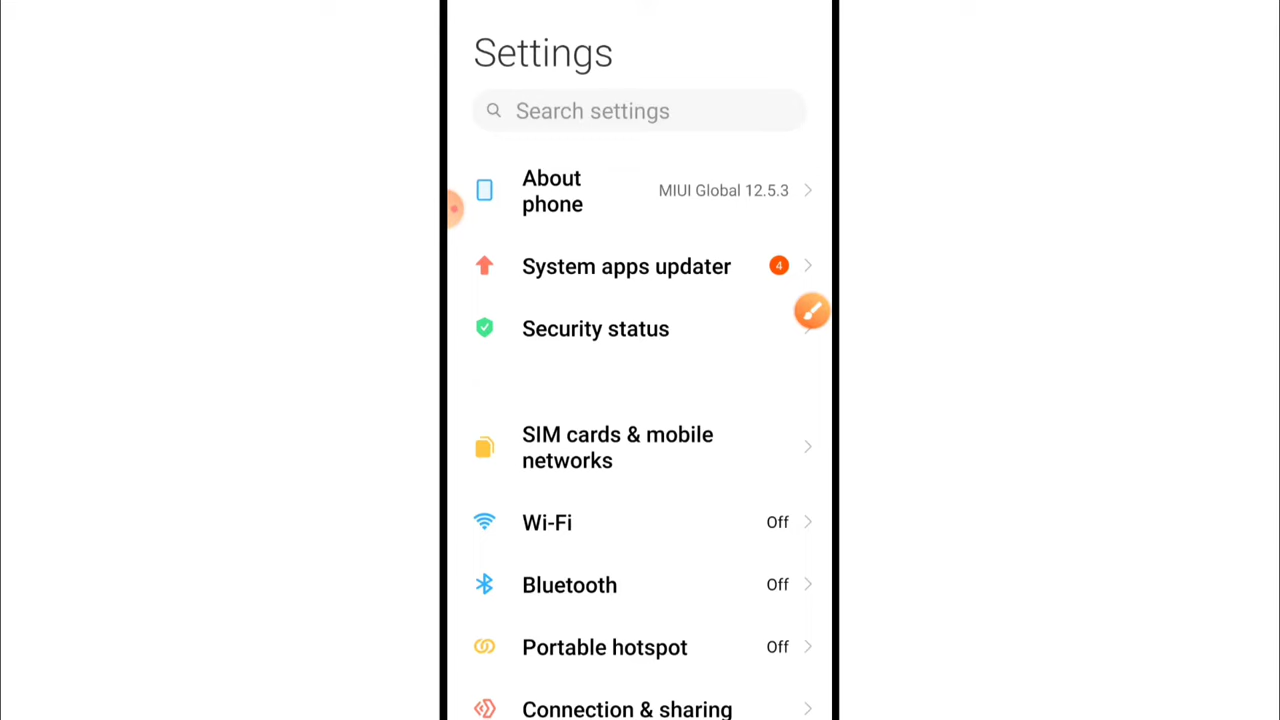 Settings
Search settings
About
phone
MIUI Global 12.5.3
System apps updater
4
Security status
SIM cards & mobile
networks
Wi-Fi
Off
Bluetooth
Off
Portable hotspot
Off
Connection & sharing